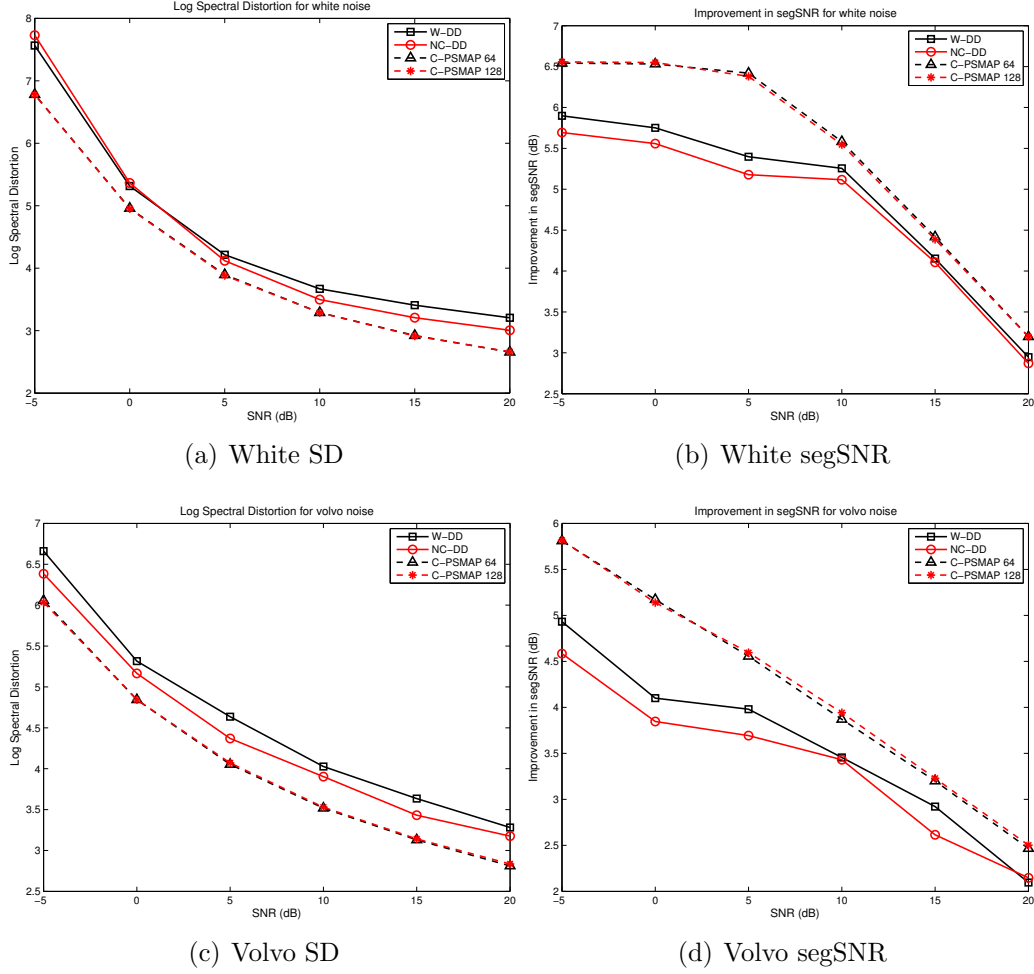 Log Spectral Distortion for white noise
8
7
6
5
4
3
2
Log Spectral Distortion
−5 0 5 10 15 20
SNR (dB)
W−DD
NC−DD
C−PSMAP 64
C−PSMAP 128
(a) White SD
Improvement in segSNR for white noise
7
6.5
6
5.5
5
4.5
4
3.5
3
2.5
Improvement in segSNR (dB)
−5 0 5 10 15 20
SNR (dB)
W−DD
NC−DD
C−PSMAP 64
C−PSMAP 128
(b) White segSNR
Log Spectral Distortion for volvo noise
7
6.5
6
5.5
5
4.5
4
3.5
3
2.5
Log Spectral Distortion
−5 0 5 10 15 20
SNR (dB)
W−DD
NC−DD
C−PSMAP 64
C−PSMAP 128
(c) Volvo SD
Improvement in segSNR for volvo noise
6
5.5
5
4.5
4
3.5
3
2.5
2
Improvement in segSNR (dB)
−5 0 5 10 15 20
SNR (dB)
W−DD
NC−DD
C−PSMAP 64
C−PSMAP 128
(d) Volvo segSNR